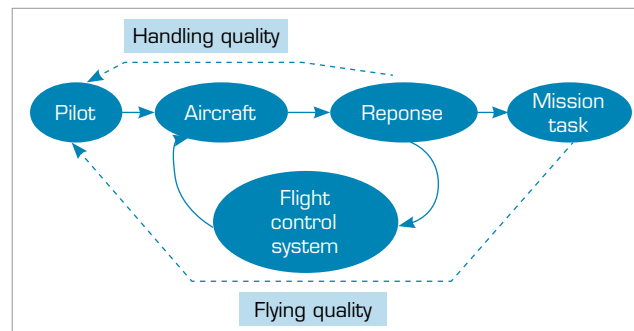 Handling quality
Pilot
Aircraft
Reponse
Mission
task
Flight
control
system
Flying quality